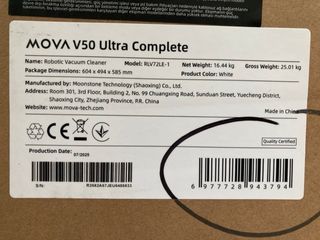 MOVA V50 Ultra Complete
Name: Robotic Vacuum Cleaner
Model: RLV72LE-1
Net Weight: 16.44 kg
Gross Weight: 25.01 kg
Package Dimensions: 604 x 494 x 585 mm
Product Color: White
Manufacturer: Moonstone Technology (Shaoxing) Co., Ltd.
Address: Room 301, 3rd Floor, Building 2, No. 99 Chuangxing Road, Sunduan Street, Yuecheng District,
Shaoxing City, Zhejiang Province, P.R. China
Website: www.mova-tech.com
Made in China
Quality Certified
Production Date:
07/2025
S/N:
6 977728 943794